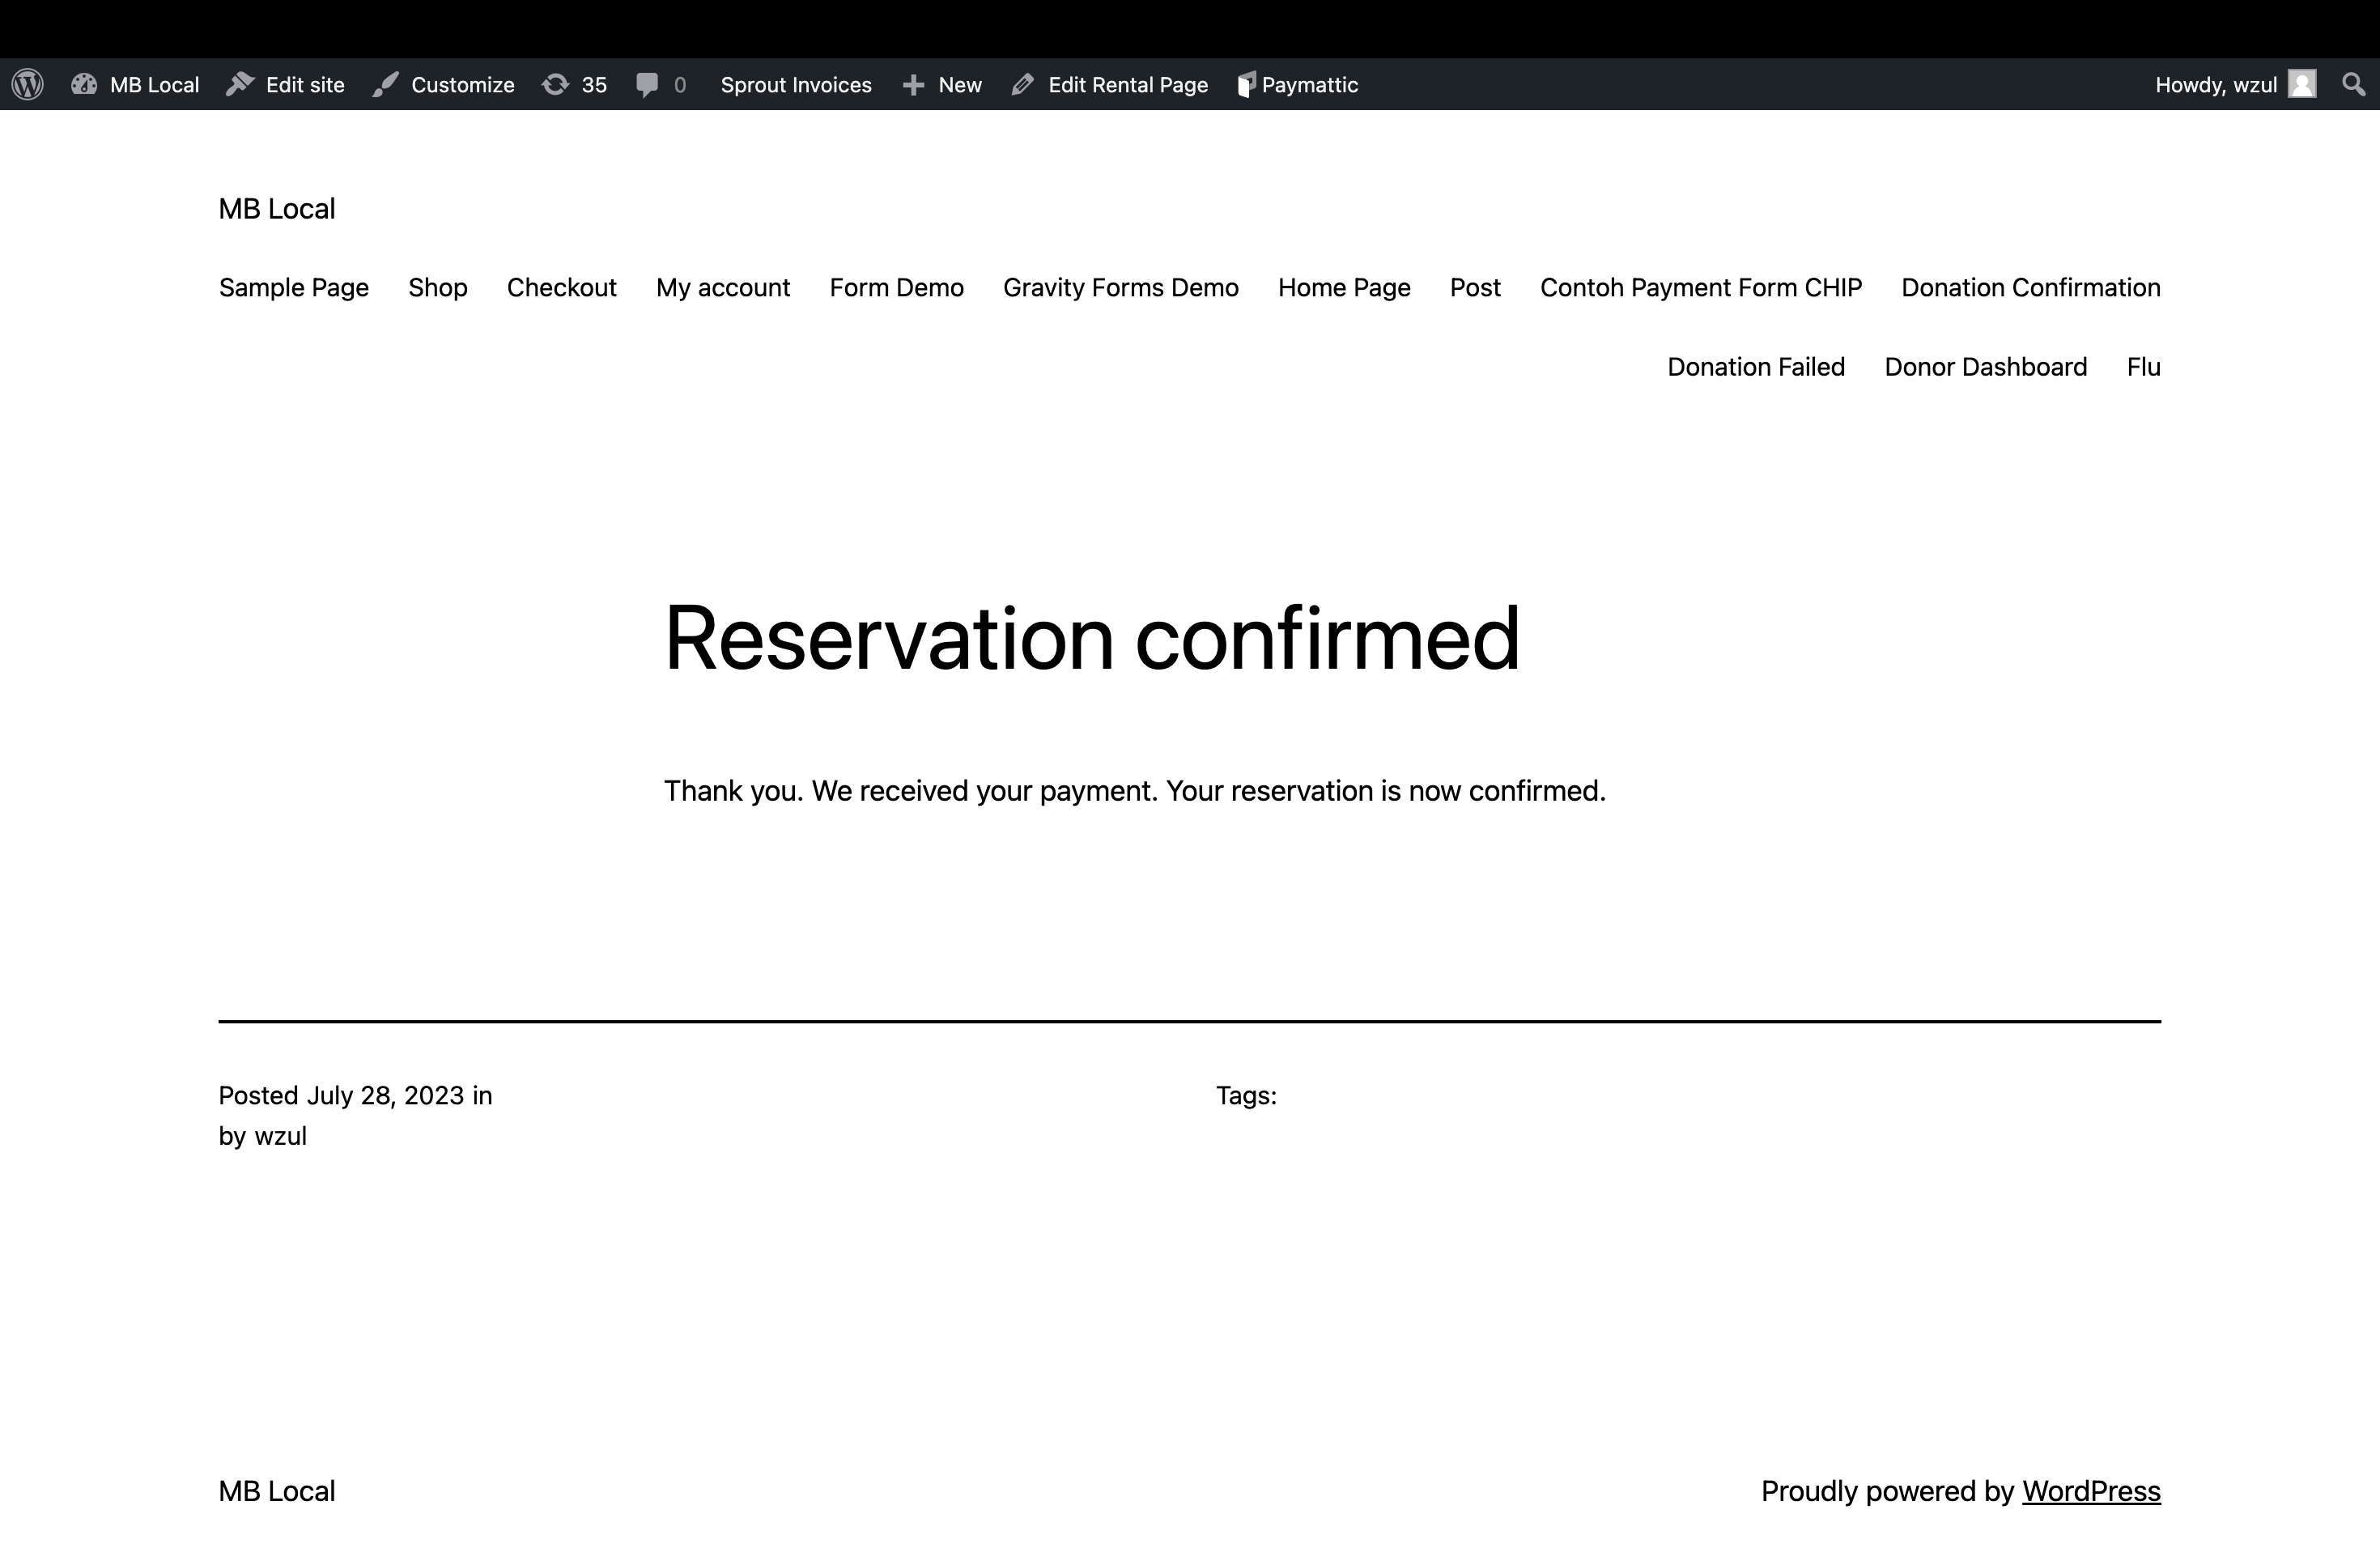 MB Local Edit site Customize 35 0 Sprout Invoices New Edit Rental Page Paymattic Howdy, wzul
MB Local
Sample Page Shop Checkout My account Form Demo Gravity Forms Demo Home Page Post Contoh Payment Form CHIP Donation Confirmation
Donation Failed Donor Dashboard Flu
Reservation confirmed
Thank you. We received your payment. Your reservation is now confirmed.
Posted July 28, 2023 in
by wzul
Tags:
MB Local
Proudly powered by WordPress